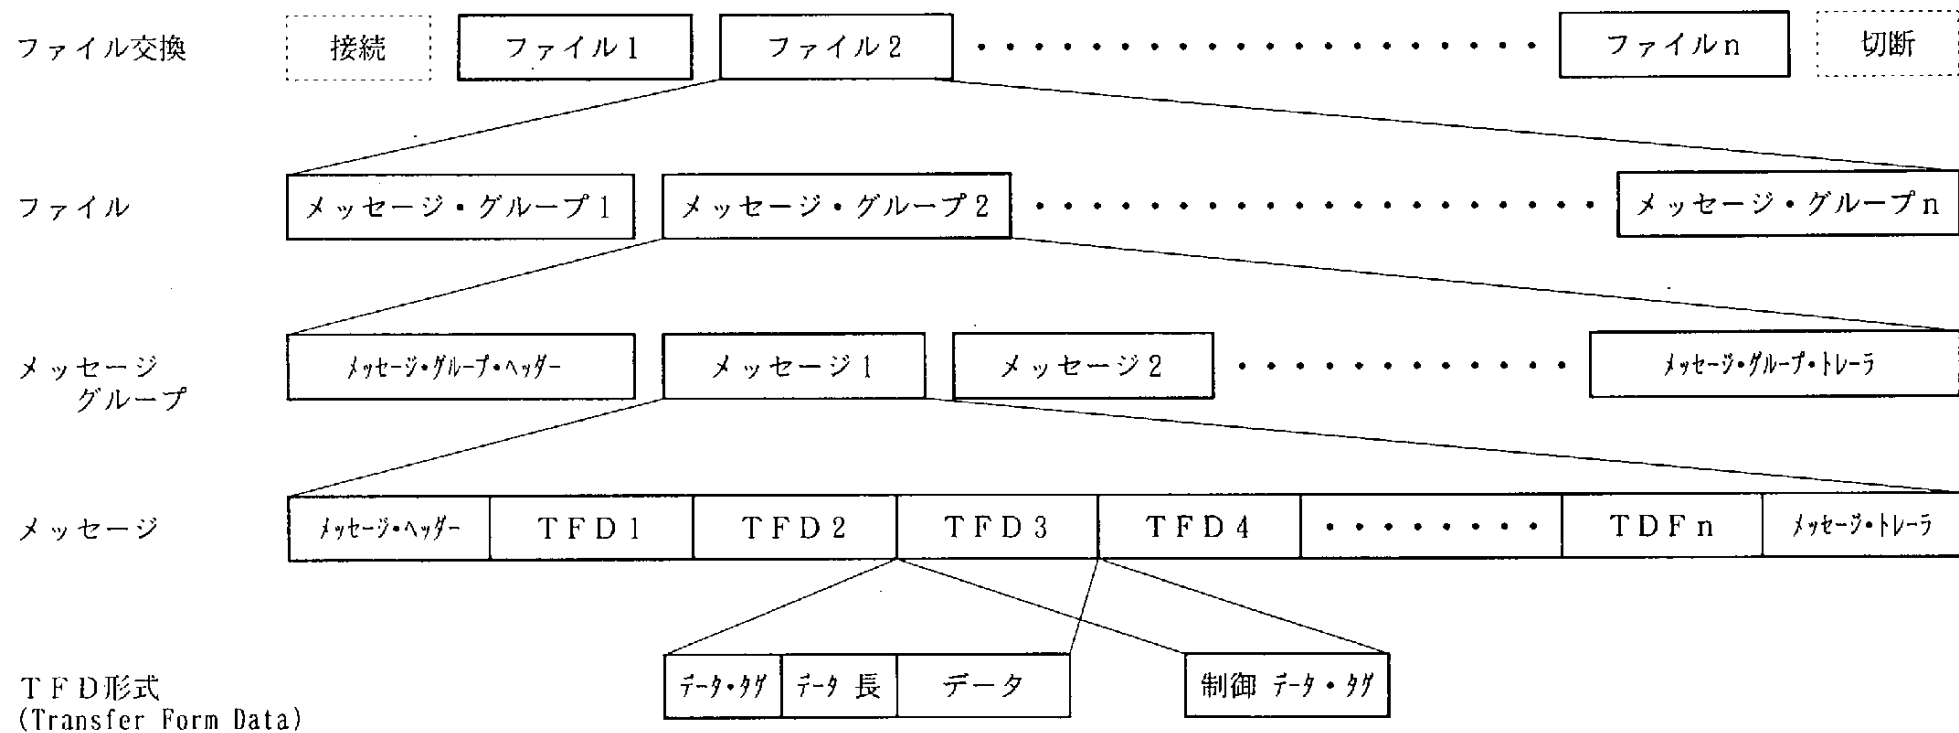 ファイル交換 接続 ファイル1 ファイル2 ・・・・・・・・・・・・・・・・ ファイルn 切断
ファイル メッセージ・グループ1 メッセージ・グループ2 ・・・・・・・・・・・・・・・・ メッセージ・グループn
メッセージ ﾒｯｾｰｼﾞ・ｸﾞﾙｰﾌﾟ・ﾍｯﾀﾞｰ メッセージ1 メッセージ2 ・・・・・・・・・・ ﾒｯｾｰｼﾞ・ｸﾞﾙｰﾌﾟ・ﾄﾚｰﾗ
グループ
メッセージ ﾒｯｾｰｼﾞ・ﾍｯﾀﾞｰ TFD1 TFD2 TFD3 TFD4 ・・・・・・・・ TDFn ﾒｯｾｰｼﾞ・ﾄﾚｰﾗ
TFD形式 ﾃﾞｰﾀ・ﾀｸﾞ ﾃﾞｰﾀ 長 データ 制御 ﾃﾞｰﾀ・ﾀｸﾞ
(Transfer Form Data)